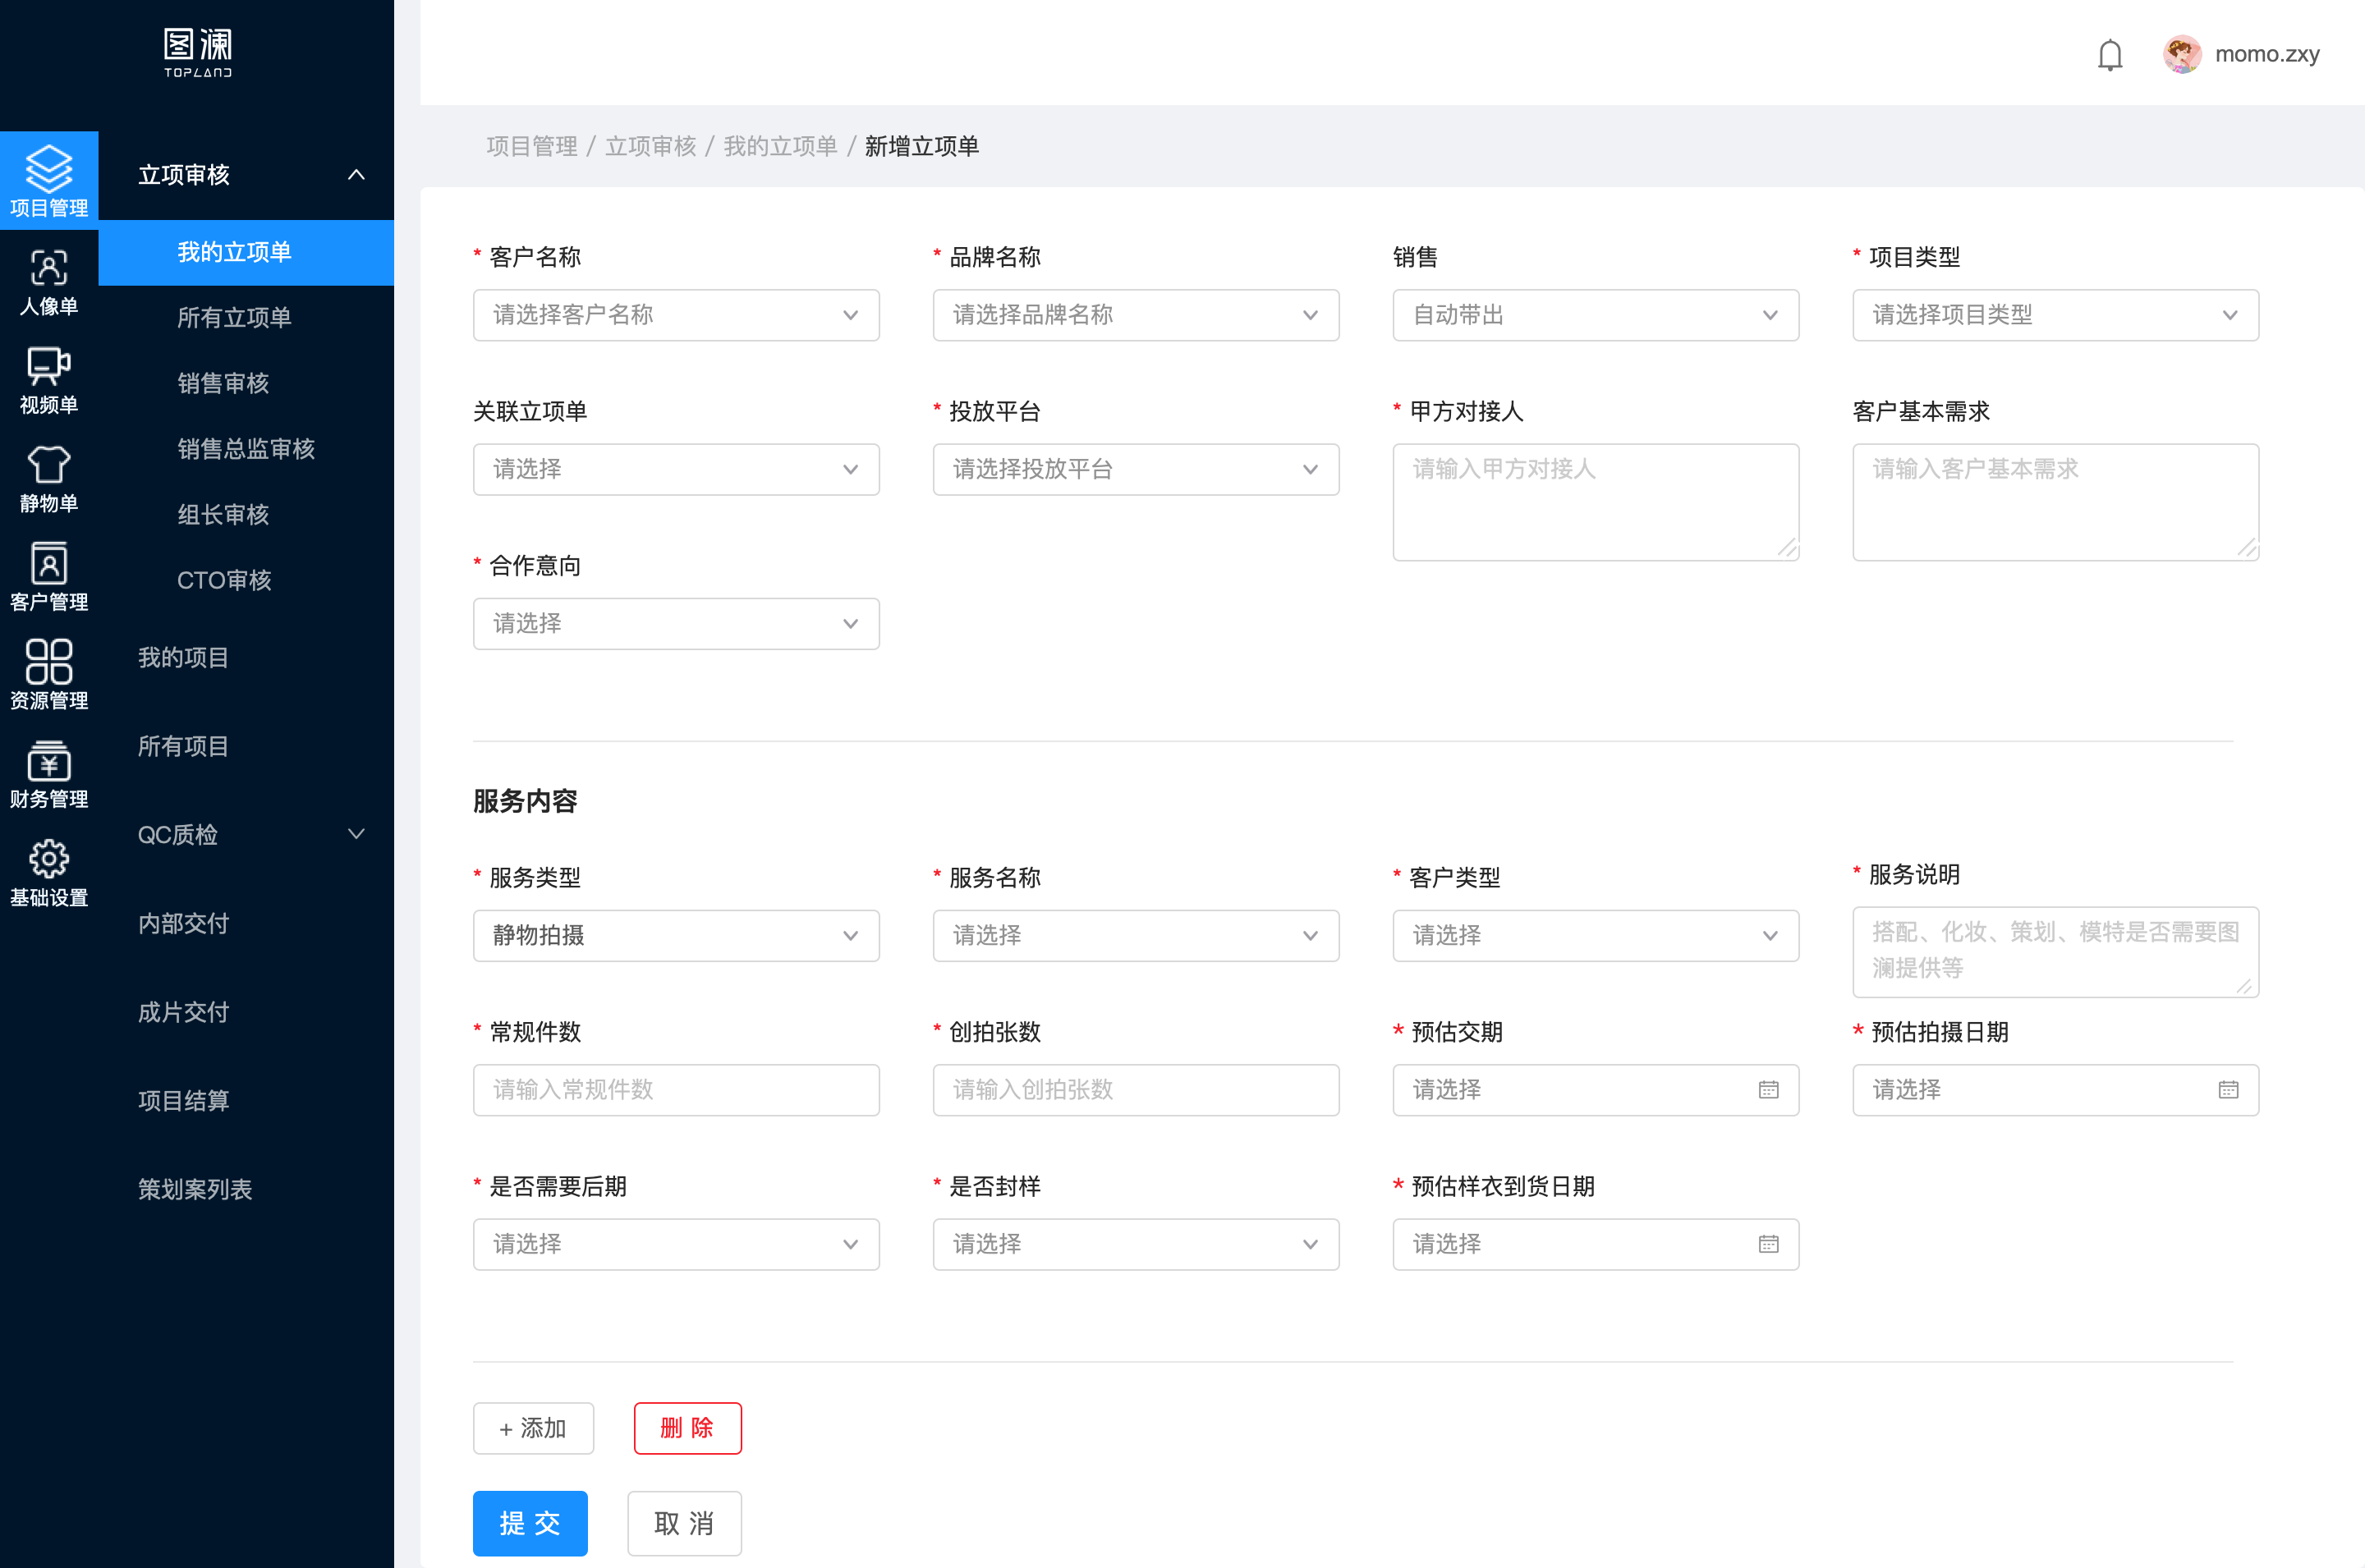 图澜
TOPLAND
momo.zxy
项目管理
人像单
视频单
静物单
客户管理
资源管理
财务管理
基础设置
立项审核
我的立项单
所有立项单
销售审核
销售总监审核
组长审核
CTO审核
我的项目
所有项目
QC质检
内部交付
成片交付
项目结算
策划案列表
项目管理 / 立项审核 / 我的立项单 / 新增立项单
* 客户名称
请选择客户名称
* 品牌名称
请选择品牌名称
销售
自动带出
* 项目类型
请选择项目类型
关联立项单
请选择
* 投放平台
请选择投放平台
* 甲方对接人
请输入甲方对接人
客户基本需求
请输入客户基本需求
* 合作意向
请选择
服务内容
* 服务类型
静物拍摄
* 服务名称
请选择
* 客户类型
请选择
* 服务说明
搭配、化妆、策划、模特是否需要图
澜提供等
* 常规件数
请输入常规件数
* 创拍张数
请输入创拍张数
* 预估交期
请选择
* 预估拍摄日期
请选择
* 是否需要后期
请选择
* 是否封样
请选择
* 预估样衣到货日期
请选择
+ 添加
删 除
提 交
取 消